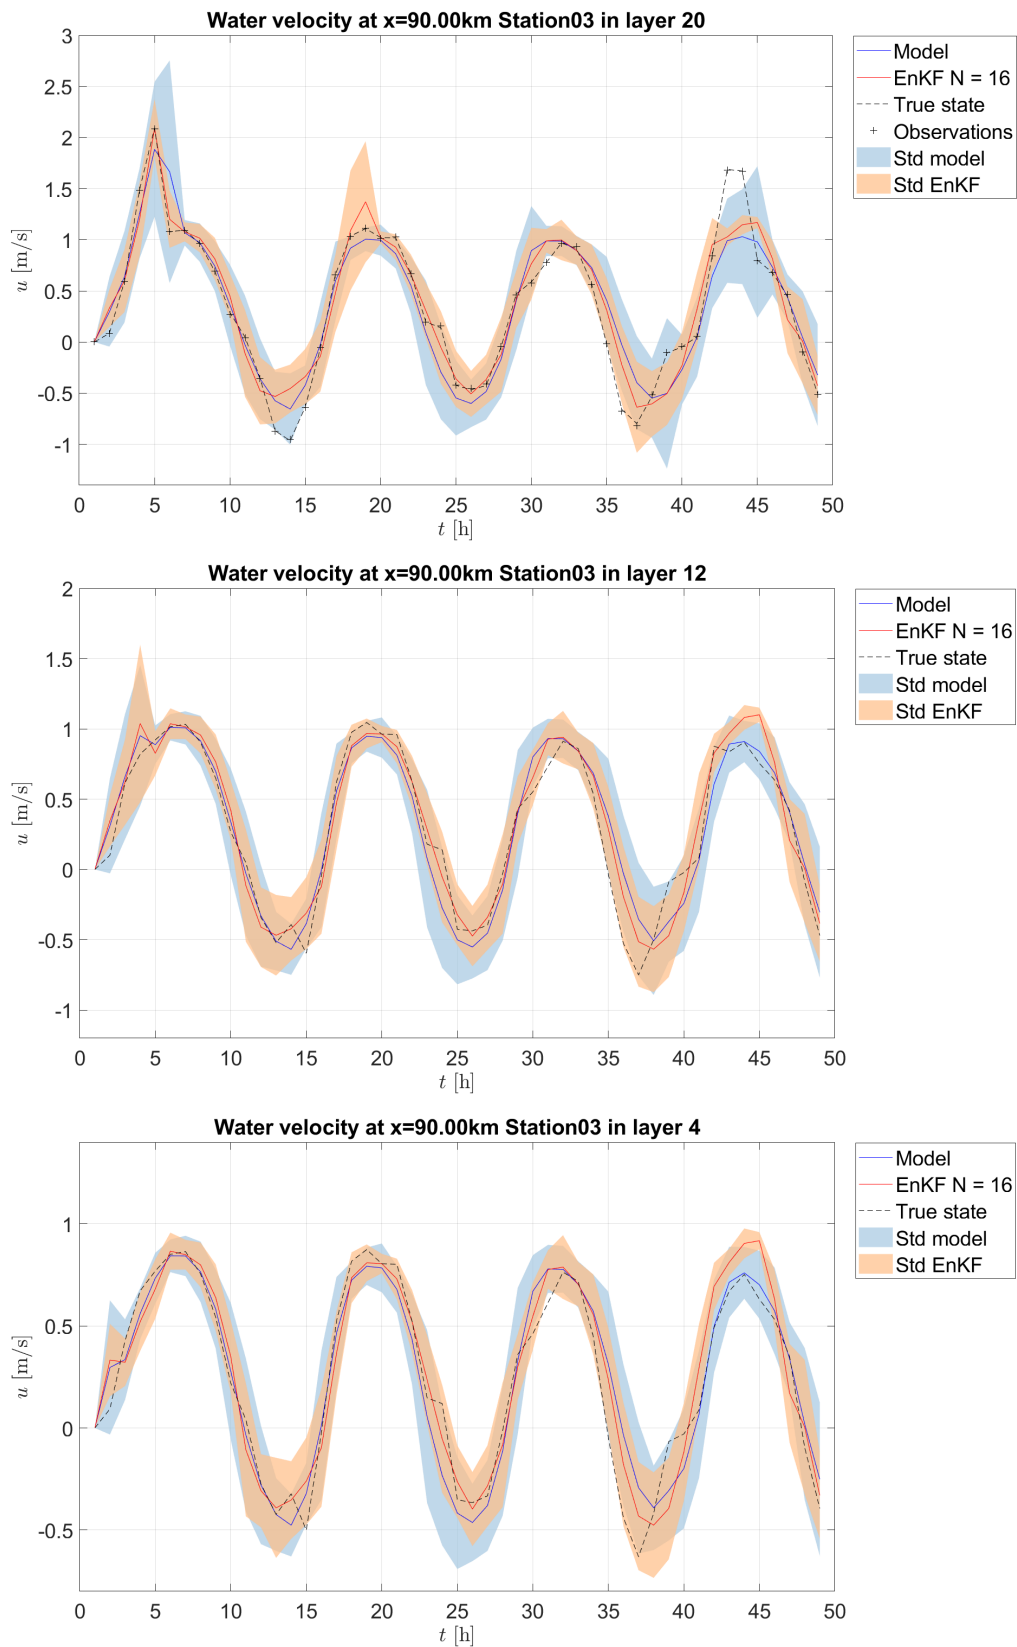 Water velocity at x=90.00km Station03 in layer 20
3
2.5
2
1.5
1
0.5
0
-0.5
-1
u [m/s]
0 5 10 15 20 25 30 35 40 45 50
t [h]
Model
EnKF N = 16
True state
Observations
Std model
Std EnKF
Water velocity at x=90.00km Station03 in layer 12
2
1.5
1
0.5
0
-0.5
-1
u [m/s]
0 5 10 15 20 25 30 35 40 45 50
t [h]
Model
EnKF N = 16
True state
Std model
Std EnKF
Water velocity at x=90.00km Station03 in layer 4
1
0.5
0
-0.5
u [m/s]
0 5 10 15 20 25 30 35 40 45 50
t [h]
Model
EnKF N = 16
True state
Std model
Std EnKF